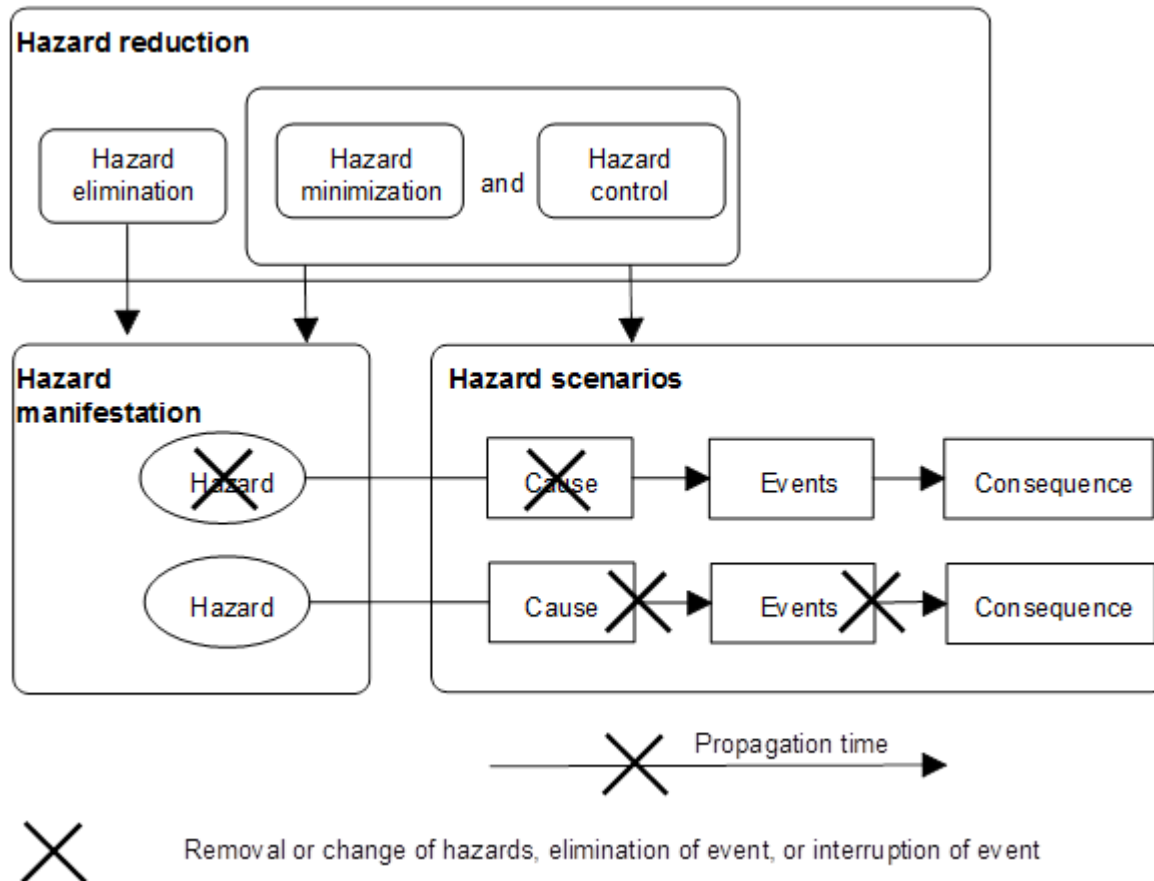 Hazard reduction
Hazard
elimination
Hazard
minimization
and
Hazard
control
Hazard
manifestation
Hazard scenarios
Hazard
Cause
Events
Consequence
Hazard
Cause
Events
Consequence
Propagation time
Removal or change of hazards, elimination of event, or interruption of event